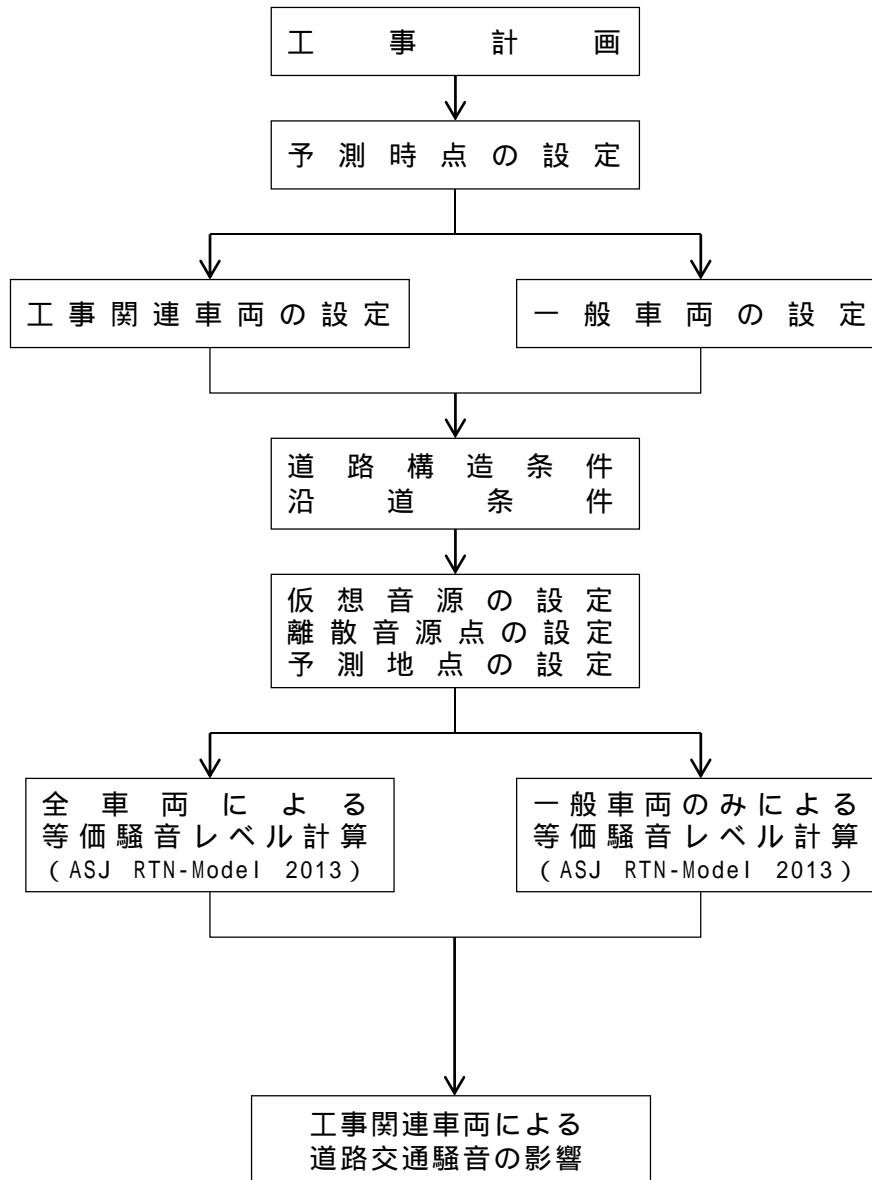 工事計画
予測時点の設定
工事関連車両の設定
一般車両の設定
道路構造条件
沿道条件
仮想音源の設定
離散音源点の設定
予測地点の設定
全車両による
等価騒音レベル計算
(ASJ RTN-Model 2013)
一般車両のみによる
等価騒音レベル計算
(ASJ RTN-Model 2013)
工事関連車両による
道路交通騒音の影響